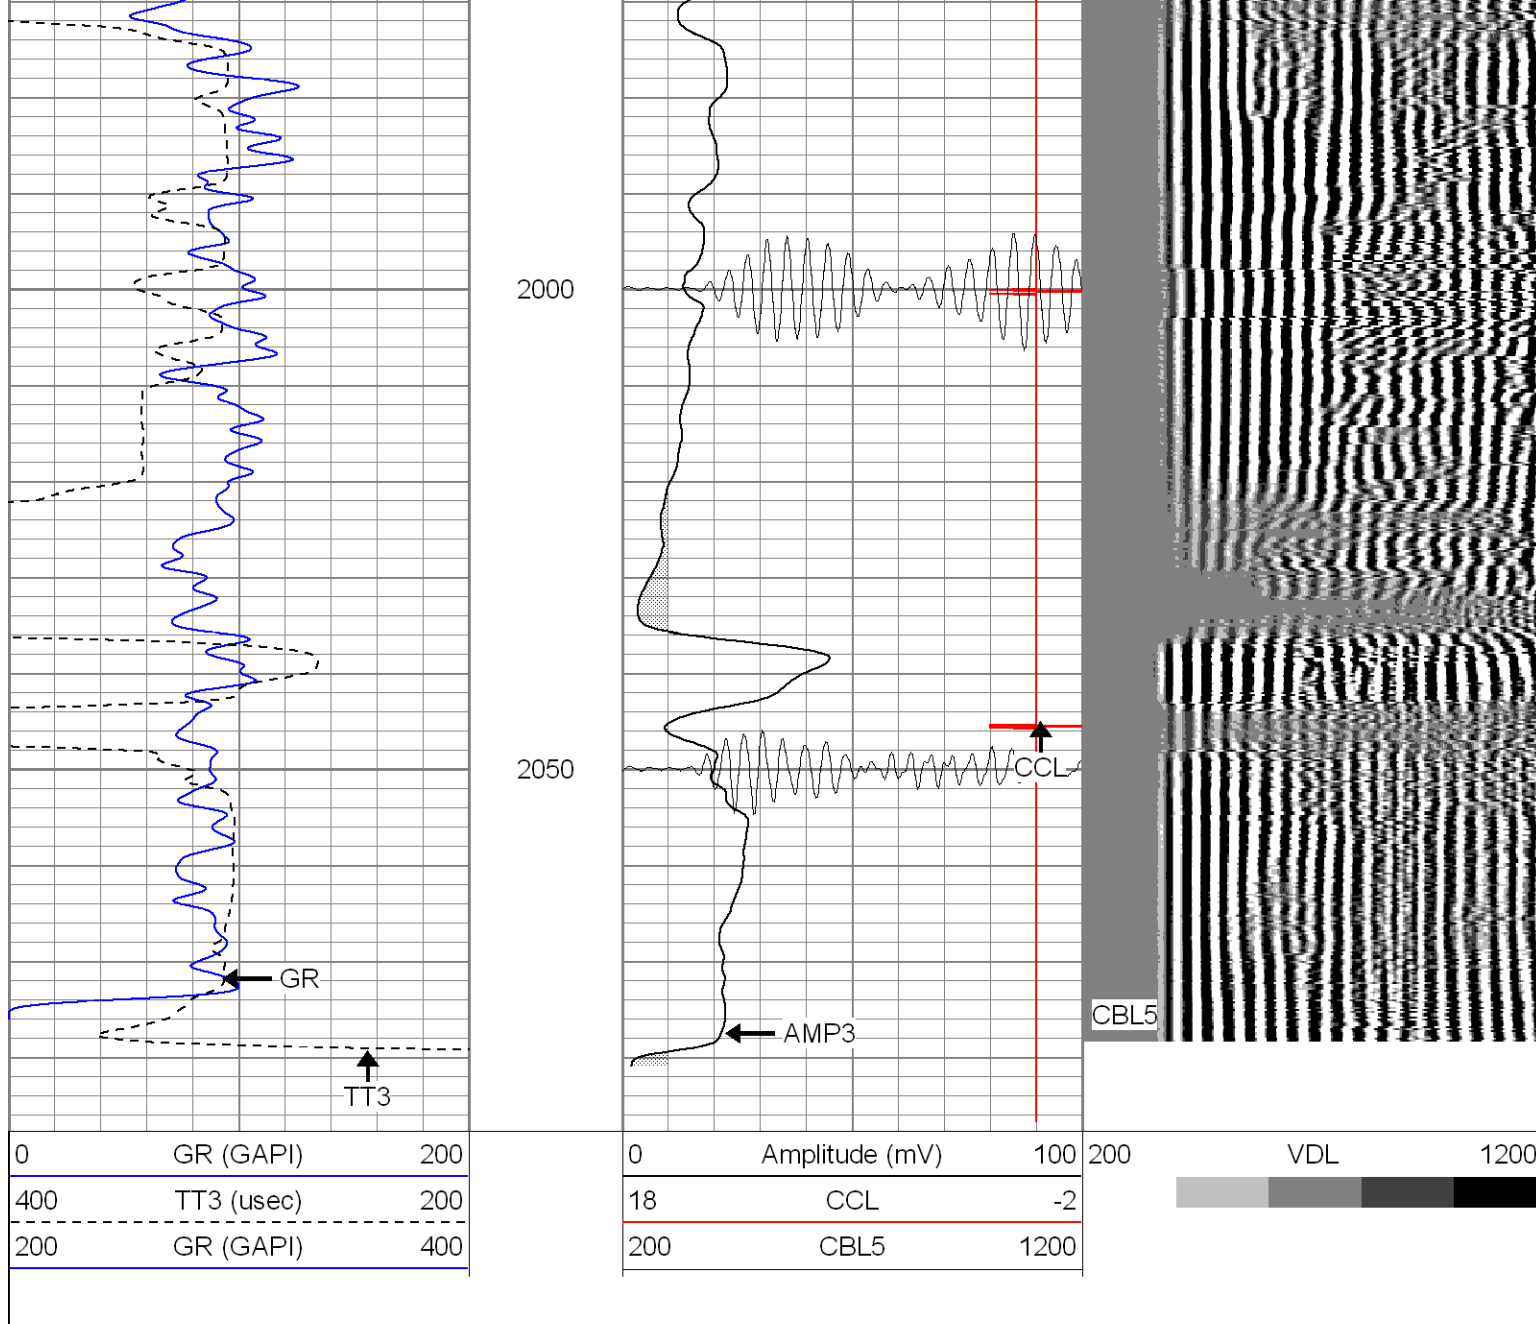 2000
2050
CCL
GR
CBL5
AMP3
TT3
0 GR (GAPI) 200
0 Amplitude (mV) 100
200 VDL 1200
400 TT3 (usec) 200
18 CCL -2
200 GR (GAPI) 400
200 CBL5 1200